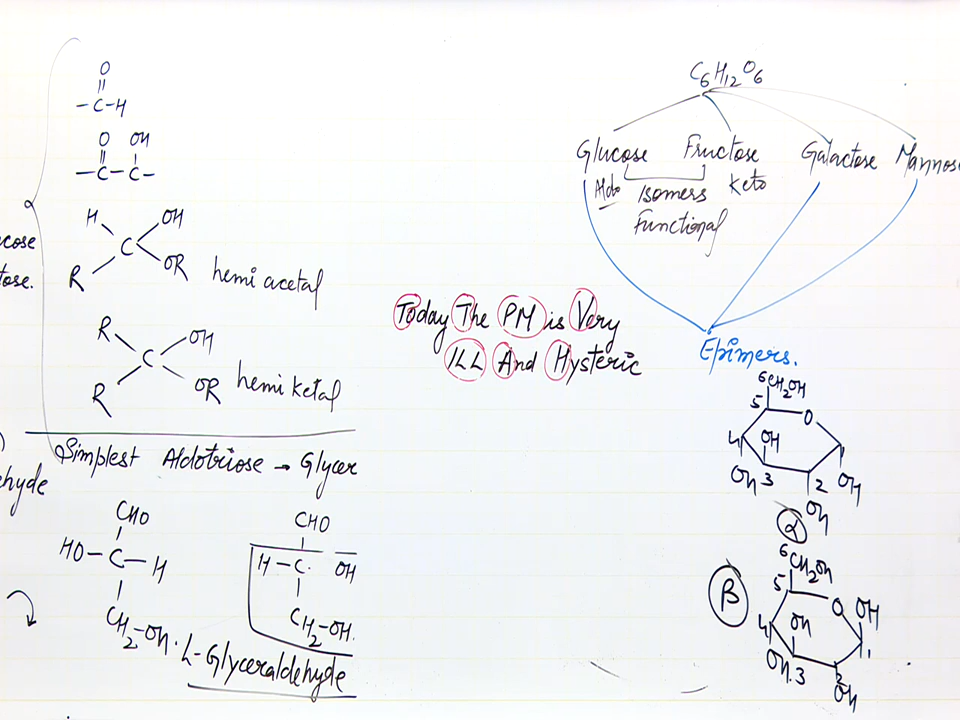 O
-C-H
O OH
-C-C-
α
H OH
C
R OR hemi acetal
cose
tose.
R OH
C
R OR hemi ketal
Simplest Aldotriose → Glycer
hyde
CHO
HO-C-H
CH2-OH.
CHO
H-C. OH
CH2-OH.
L-Glyceraldehyde
Today The PM is Very
ILL And Hysteric
C6H12O6
Glucose Fructose Galactose Mannose
Aldo Isomers Keto
Functional
Epimers.
6CH2OH
5 O
4 OH 1
OH 3 2 OH
OH
α
6CH2OH
β 5 O OH
4 OH 1
OH.3 2
OH